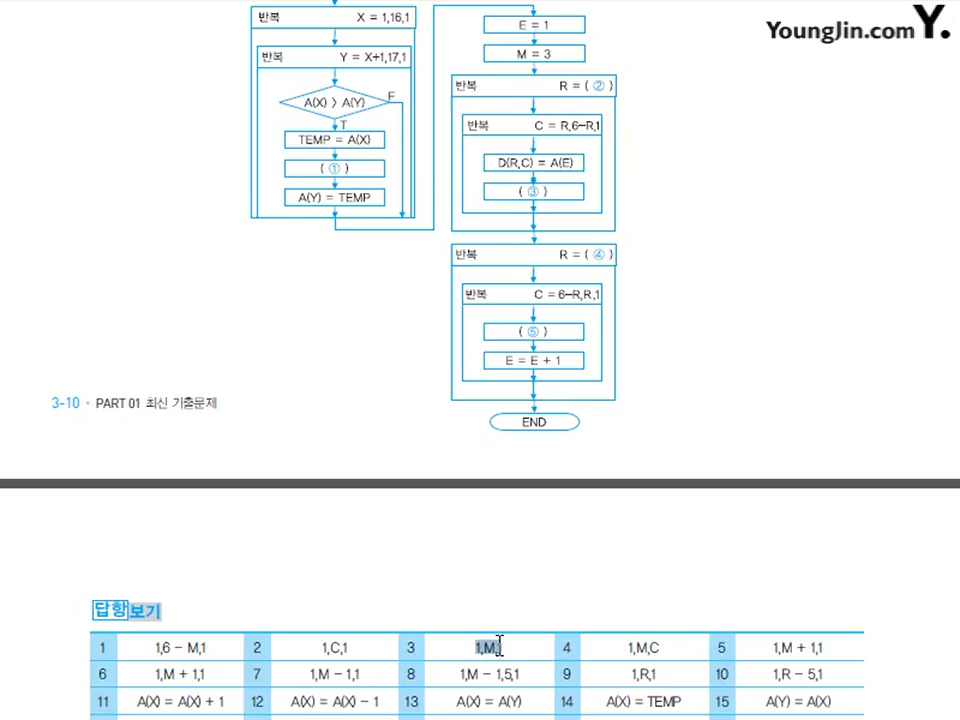 YoungJin.com Y.
반복 X = 1,16,1
반복 Y = X+1,17,1
A(X) > A(Y) F
T
TEMP = A(X)
( ① )
A(Y) = TEMP
E = 1
M = 3
반복 R = ( ② )
반복 C = R,6-R,1
D(R,C) = A(E)
( ③ )
반복 R = ( ④ )
반복 C = 6-R,R,1
( ⑤ )
E = E + 1
END
3-10 • PART 01 최신 기출문제
답항보기
1 1,6 - M,1 2 1,C,1 3 1,M, 4 1,M,C 5 1,M + 1,1
6 1,M + 1,1 7 1,M - 1,1 8 1,M - 1,5,1 9 1,R,1 10 1,R - 5,1
11 A(X) = A(X) + 1 12 A(X) = A(X) - 1 13 A(X) = A(Y) 14 A(X) = TEMP 15 A(Y) = A(X)